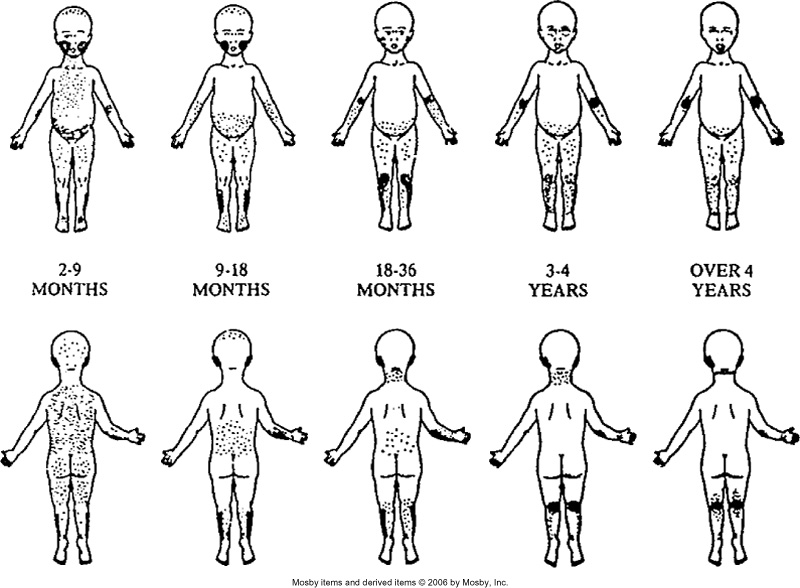 2-9
MONTHS
9-18
MONTHS
18-36
MONTHS
3-4
YEARS
OVER 4
YEARS
Mosby items and derived items © 2006 by Mosby, Inc.